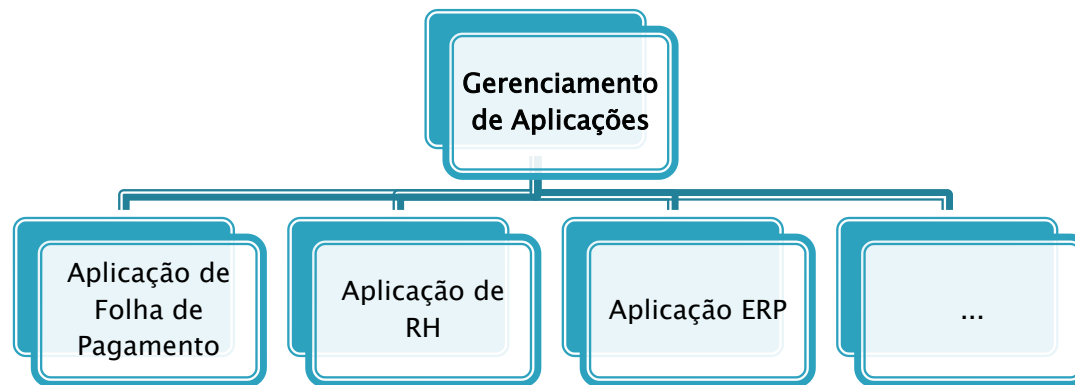 Gerenciamento
de Aplicações
Aplicação de
Folha de
Pagamento
Aplicação de
RH
Aplicação ERP
...